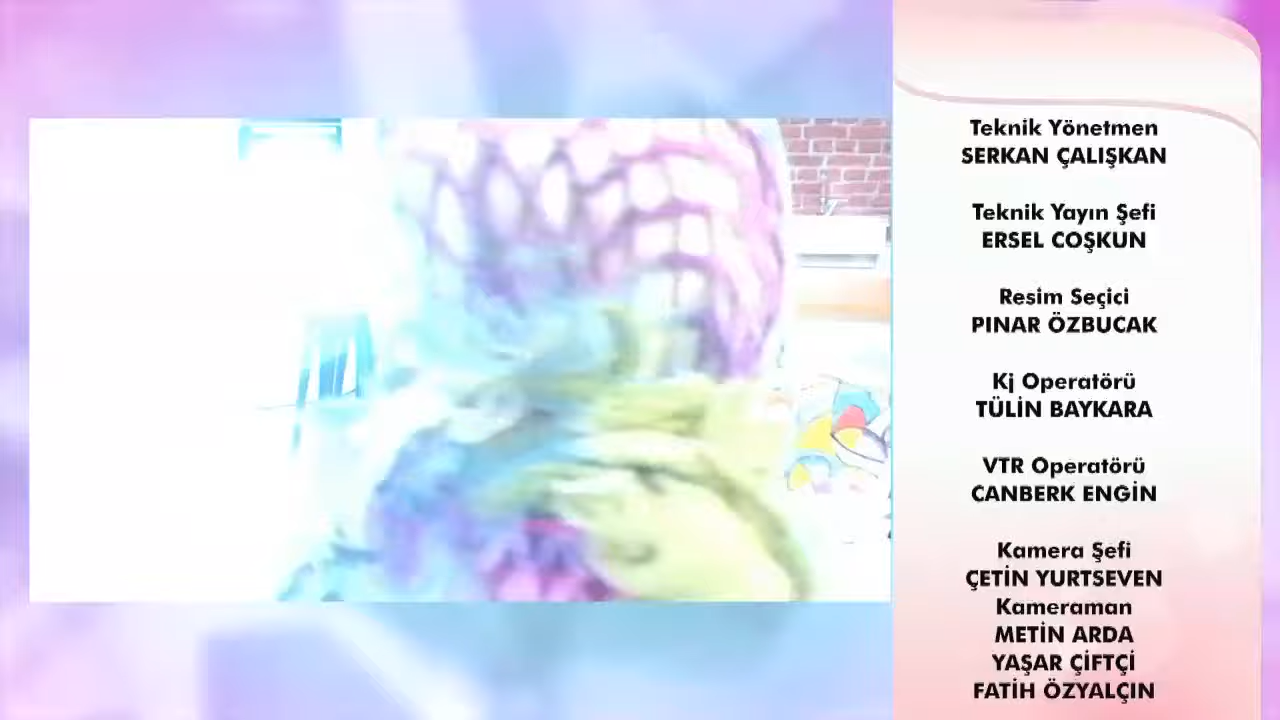 Teknik Yönetmen
SERKAN ÇALIŞKAN
Teknik Yayın Şefi
ERSEL COŞKUN
Resim Seçici
PINAR ÖZBUCAK
Kj Operatörü
TÜLİN BAYKARA
VTR Operatörü
CANBERK ENGİN
Kamera Şefi
ÇETİN YURTSEVEN
Kameraman
METİN ARDA
YAŞAR ÇİFTÇİ
FATİH ÖZYALÇIN